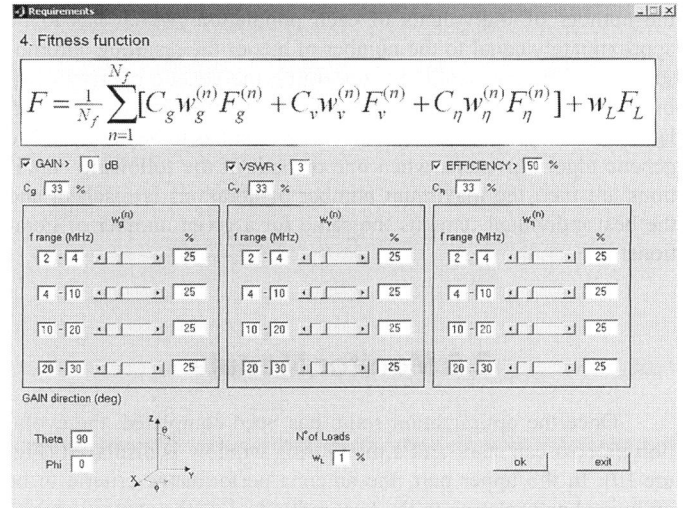 Requirements
4. Fitness function
F = \frac{1}{N_f} \sum_{n=1}^{N_f} [C_g w_g^{(n)} F_g^{(n)} + C_v w_v^{(n)} F_v^{(n)} + C_η w_η^{(n)} F_η^{(n)}] + w_L F_L
GAIN > 0 dB VSWR < 3 EFFICIENCY > 50 %
C_g 33 % C_v 33 % C_η 33 %
w_g^{(n)} w_v^{(n)} w_η^{(n)}
f range (MHz) % f range (MHz) % f range (MHz) %
2 - 4 25 2 - 4 25 2 - 4 25
4 - 10 25 4 - 10 25 4 - 10 25
10 - 20 25 10 - 20 25 10 - 20 25
20 - 30 25 20 - 30 25 20 - 30 25
GAIN direction (deg)
Theta 90
Phi 0
Z θ Y X φ
N° of Loads
w_L 1 %
ok exit